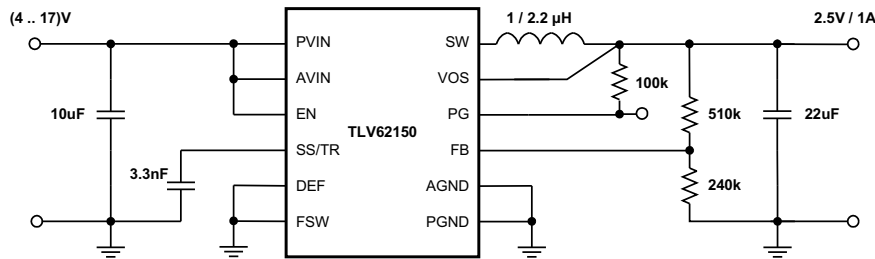 (4 .. 17)V
1 / 2.2 µH
2.5V / 1A
PVIN
SW
AVIN
VOS
100k
10uF
EN
PG
510k
22uF
TLV62150
SS/TR
FB
3.3nF
DEF
AGND
240k
FSW
PGND